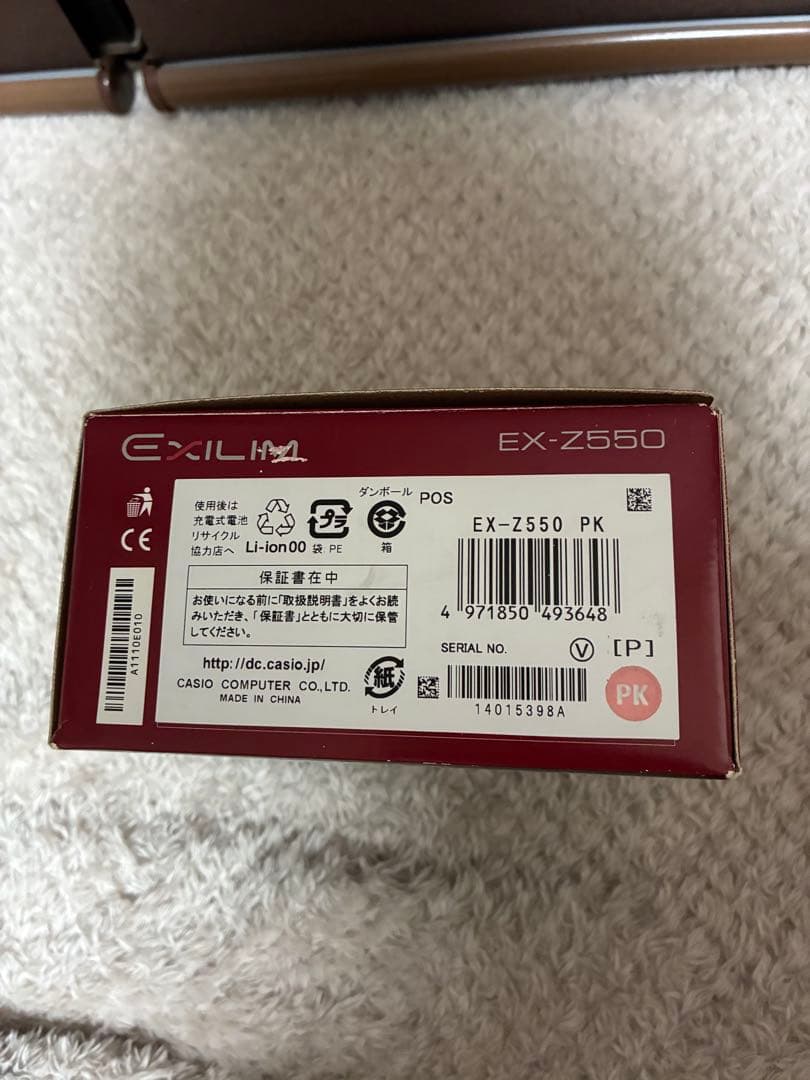 EXILIM
EX-Z550
使用後は
充電式電池
リサイクル
協力店へ
Li-ion00
プラ
袋 PE
ダンボール
箱
POS
EX-Z550 PK
4 971850 493648
保証書在中
お使いになる前に「取扱説明書」をよくお読
みいただき、「保証書」とともに大切に保管
してください。
http://dc.casio.jp/
CASIO COMPUTER CO.,LTD.
MADE IN CHINA
紙
トレイ
SERIAL NO.
V [P]
14015398A
PK
CE
A1110E010